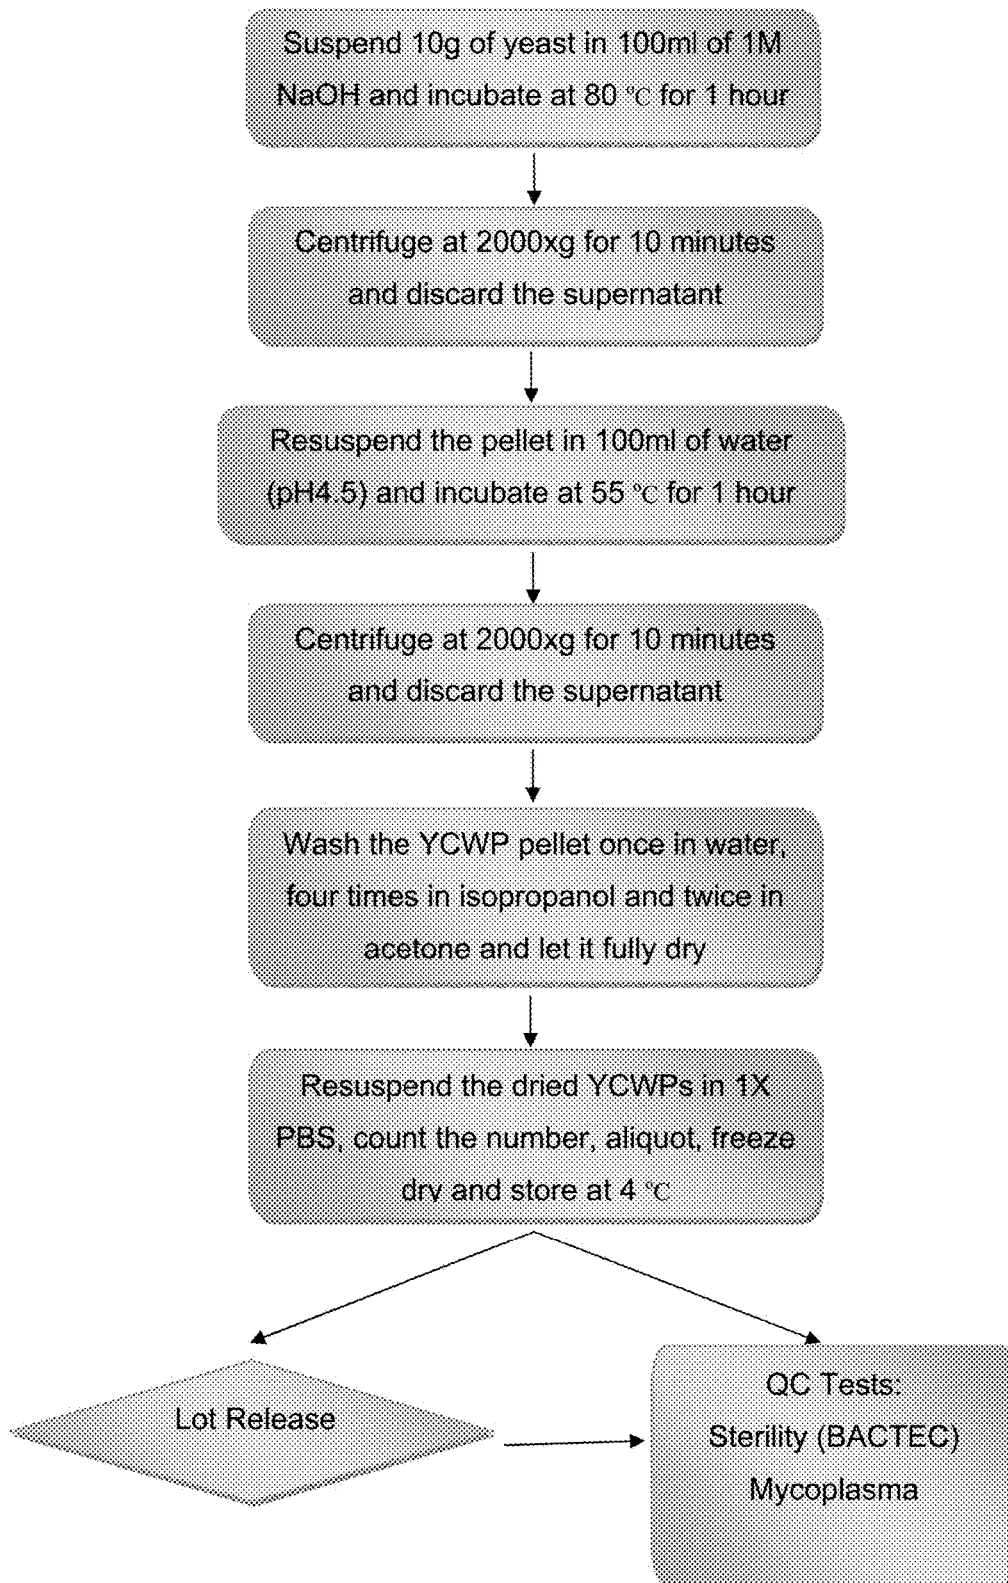 Suspend 10g of yeast in 100ml of 1M
NaOH and incubate at 80 °C for 1 hour
Centrifuge at 2000xg for 10 minutes
and discard the supernatant
Resuspend the pellet in 100ml of water
(pH4.5) and incubate at 55 °C for 1 hour
Centrifuge at 2000xg for 10 minutes
and discard the supernatant
Wash the YCWP pellet once in water,
four times in isopropanol and twice in
acetone and let it fully dry
Resuspend the dried YCWPs in 1X
PBS, count the number, aliquot, freeze
dry and store at 4 °C
Lot Release
QC Tests:
Sterility (BACTEC)
Mycoplasma